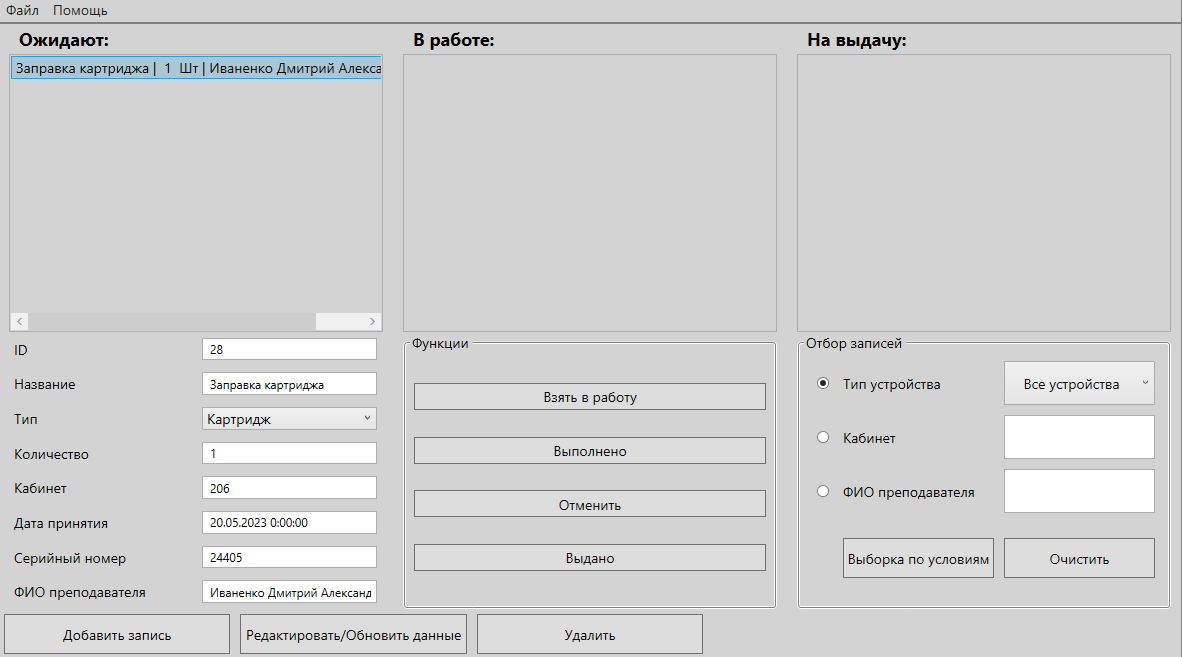 Файл Помощь
Ожидают:
Заправка картриджа | 1 Шт | Иваненко Дмитрий Алекса
ID 28
Название Заправка картриджа
Тип Картридж
Количество 1
Кабинет 206
Дата принятия 20.05.2023 0:00:00
Серийный номер 24405
ФИО преподавателя Иваненко Дмитрий Александ
В работе:
Функции
Взять в работу
Выполнено
Отменить
Выдано
На выдачу:
Отбор записей
Тип устройства Все устройства
Кабинет
ФИО преподавателя
Выборка по условиям Очистить
Добавить запись Редактировать/Обновить данные Удалить